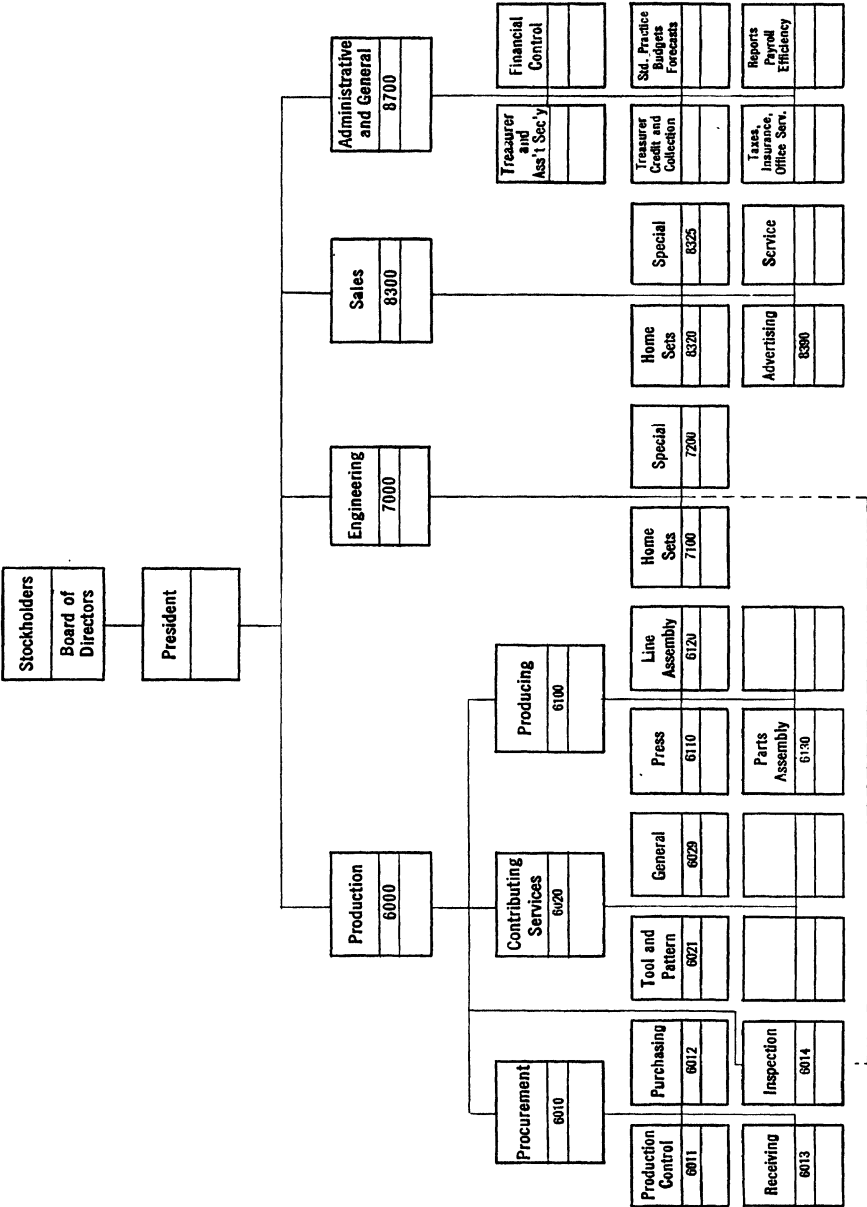 Stockholders
Board of
Directors
President
Production
6000
Engineering
7000
Sales
8300
Administrative
and General
8700
Procurement
6010
Contributing
Services
6020
Producing
6100
Treasurer
and
Ass't Sec'y
Financial
Control
Production
Control
6011
Purchasing
6012
Tool and
Pattern
6021
General
6029
Press
6110
Line
Assembly
6120
Home
Sets
7100
Special
7200
Home
Sets
8320
Special
8325
Treasurer
Credit and
Collection
Std. Practice
Budgets
Forecasts
Receiving
6013
Inspection
6014
Parts
Assembly
6130
Advertising
8390
Service
Taxes,
Insurance,
Office Serv.
Reports
Payroll
Efficiency